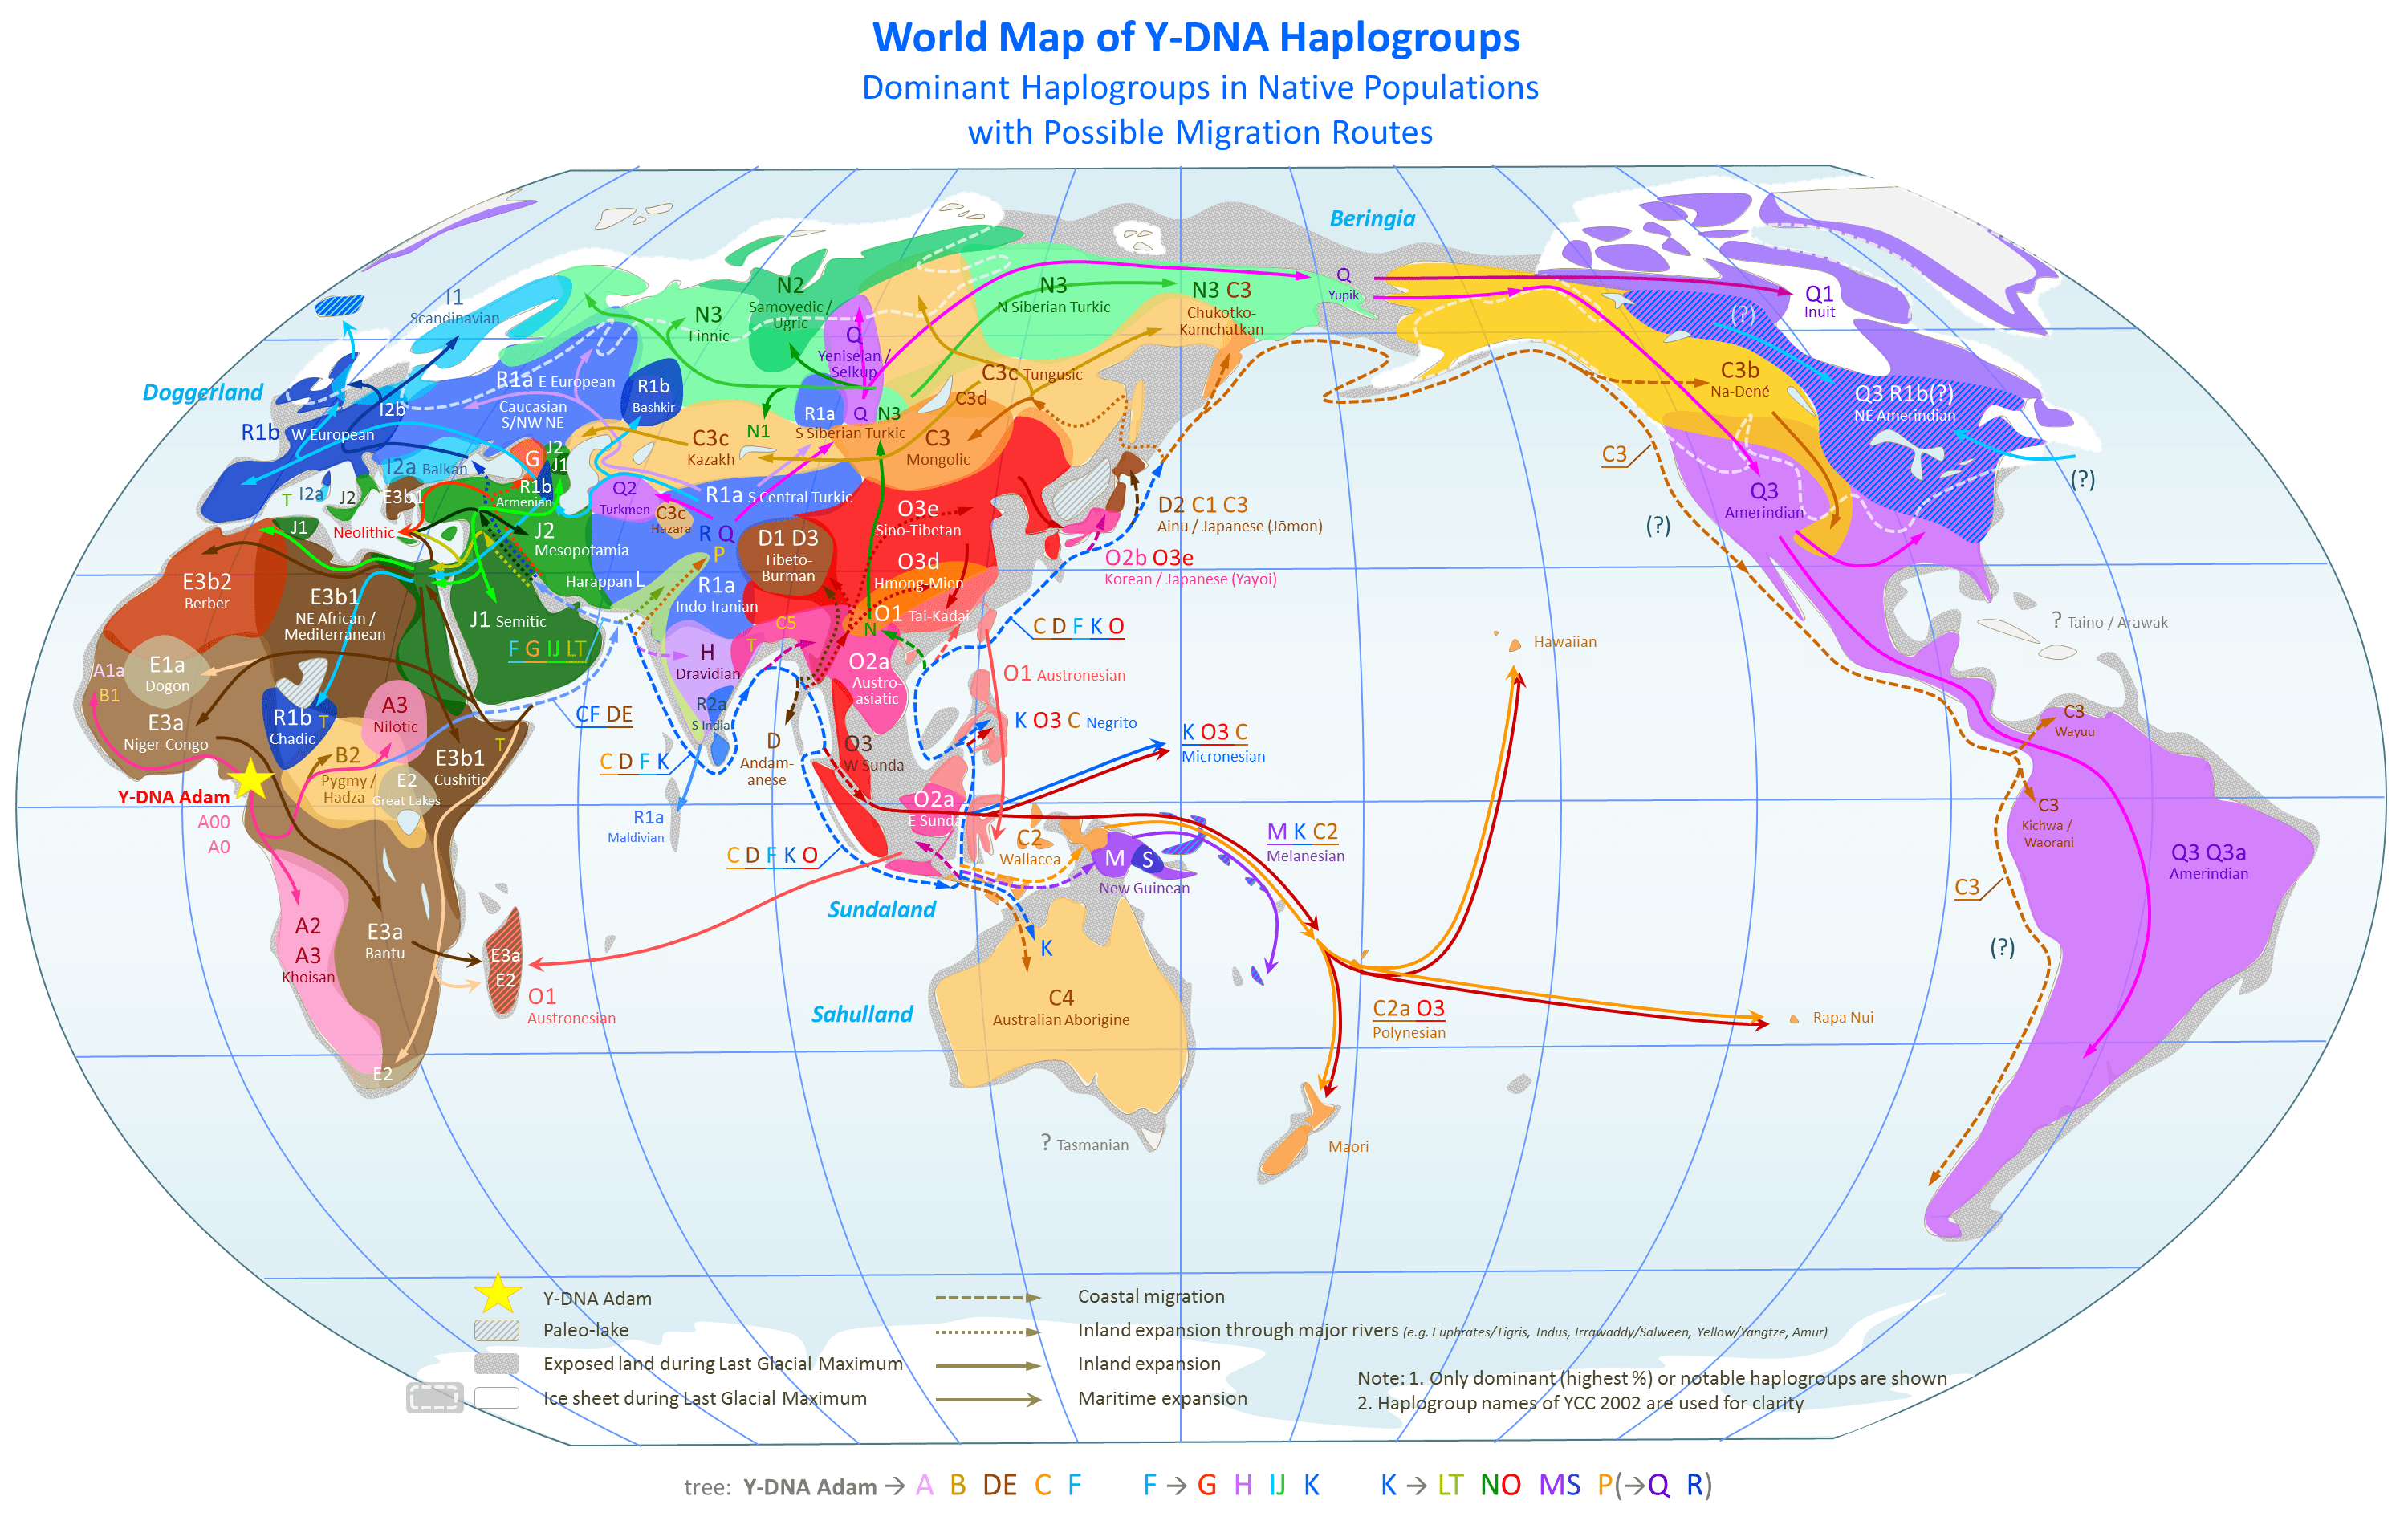 World Map of Y-DNA Haplogroups
Dominant Haplogroups in Native Populations
with Possible Migration Routes
Beringia
I1
Scandinavian
N2
Samoyedic /
Ugric
N3
Finnic
N3
N Siberian Turkic
N3 C3
Chukotko-
Kamchatkan
Q
Yupik
Q1
Inuit
(?)
Q
Yeniseian /
Selkup
Doggerland
R1a E European
Caucasian
S/NW NE
R1b
Bashkir
I2b
R1b W European
C3c Tungusic
C3d
R1a
Q
N3
S Siberian Turkic
N1
C3c
Kazakh
C3
Mongolic
C3b
Na-Dené
Q3 R1b(?)
NE Amerindian
C3
(?)
(?)
Q3
Amerindian
I2a Balkan
G
J2
J1
R1b
Armenian
T
I2a
J2
E3b1
J1
Neolithic
Q2
Turkmen
R1a S Central Turkic
C3c
Hazara
R Q
P
J2
Mesopotamia
Harappan L
O3e
Sino-Tibetan
D1 D3
Tibeto-
Burman
O3d
Hmong-Mien
D2 C1 C3
Ainu / Japanese (Jōmon)
O2b O3e
Korean / Japanese (Yayoi)
E3b2
Berber
E3b1
NE African /
Mediterranean
J1 Semitic
F G IJ LT
R1a
Indo-Iranian
O1 Tai-Kadai
C5
N
T
C D F K O
H
Dravidian
O2a
Austro-
asiatic
O1 Austronesian
Hawaiian
? Taino / Arawak
A1a
B1
E1a
Dogon
E3a
Niger-Congo
R1b
Chadic
T
A3
Nilotic
CF DE
R2a
S India
C D F K
D
Andam-
anese
O3
W Sunda
K O3 C Negrito
K O3 C
Micronesian
C3
Wayuu
B2
Pygmy /
Hadza
E3b1
Cushitic
T
E2
Great Lakes
Y-DNA Adam
A00
A0
R1a
Maldivian
O2a
E Sunda
C D F K O
C2
Wallacea
M
S
New Guinean
M K C2
Melanesian
C3
Kichwa /
Waorani
Q3 Q3a
Amerindian
C3
(?)
Sundaland
A2
A3
Khoisan
E3a
Bantu
E3a
E2
O1
Austronesian
K
Sahulland
C4
Australian Aborigine
C2a O3
Polynesian
Rapa Nui
E2
? Tasmanian
Maori
Y-DNA Adam
Paleo-lake
Exposed land during Last Glacial Maximum
Ice sheet during Last Glacial Maximum
Coastal migration
Inland expansion through major rivers (e.g. Euphrates/Tigris, Indus, Irrawaddy/Salween, Yellow/Yangtze, Amur)
Inland expansion
Maritime expansion
Note: 1. Only dominant (highest %) or notable haplogroups are shown
2. Haplogroup names of YCC 2002 are used for clarity
tree: Y-DNA Adam → A B DE C F F → G H IJ K K → LT NO MS P(→Q R)